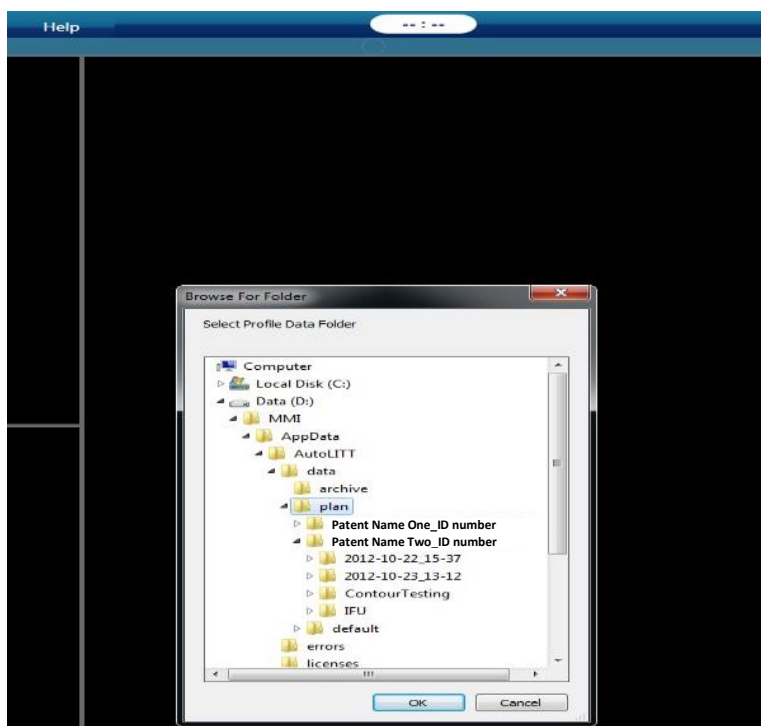 Help
-- : --
Browse For Folder
Select Profile Data Folder
Computer
Local Disk (C:)
Data (D:)
MMI
AppData
AutoLITT
data
archive
plan
Patent Name One_ID number
Patent Name Two_ID number
2012-10-22_15-37
2012-10-23_13-12
ContourTesting
IFU
default
errors
licenses
OK
Cancel